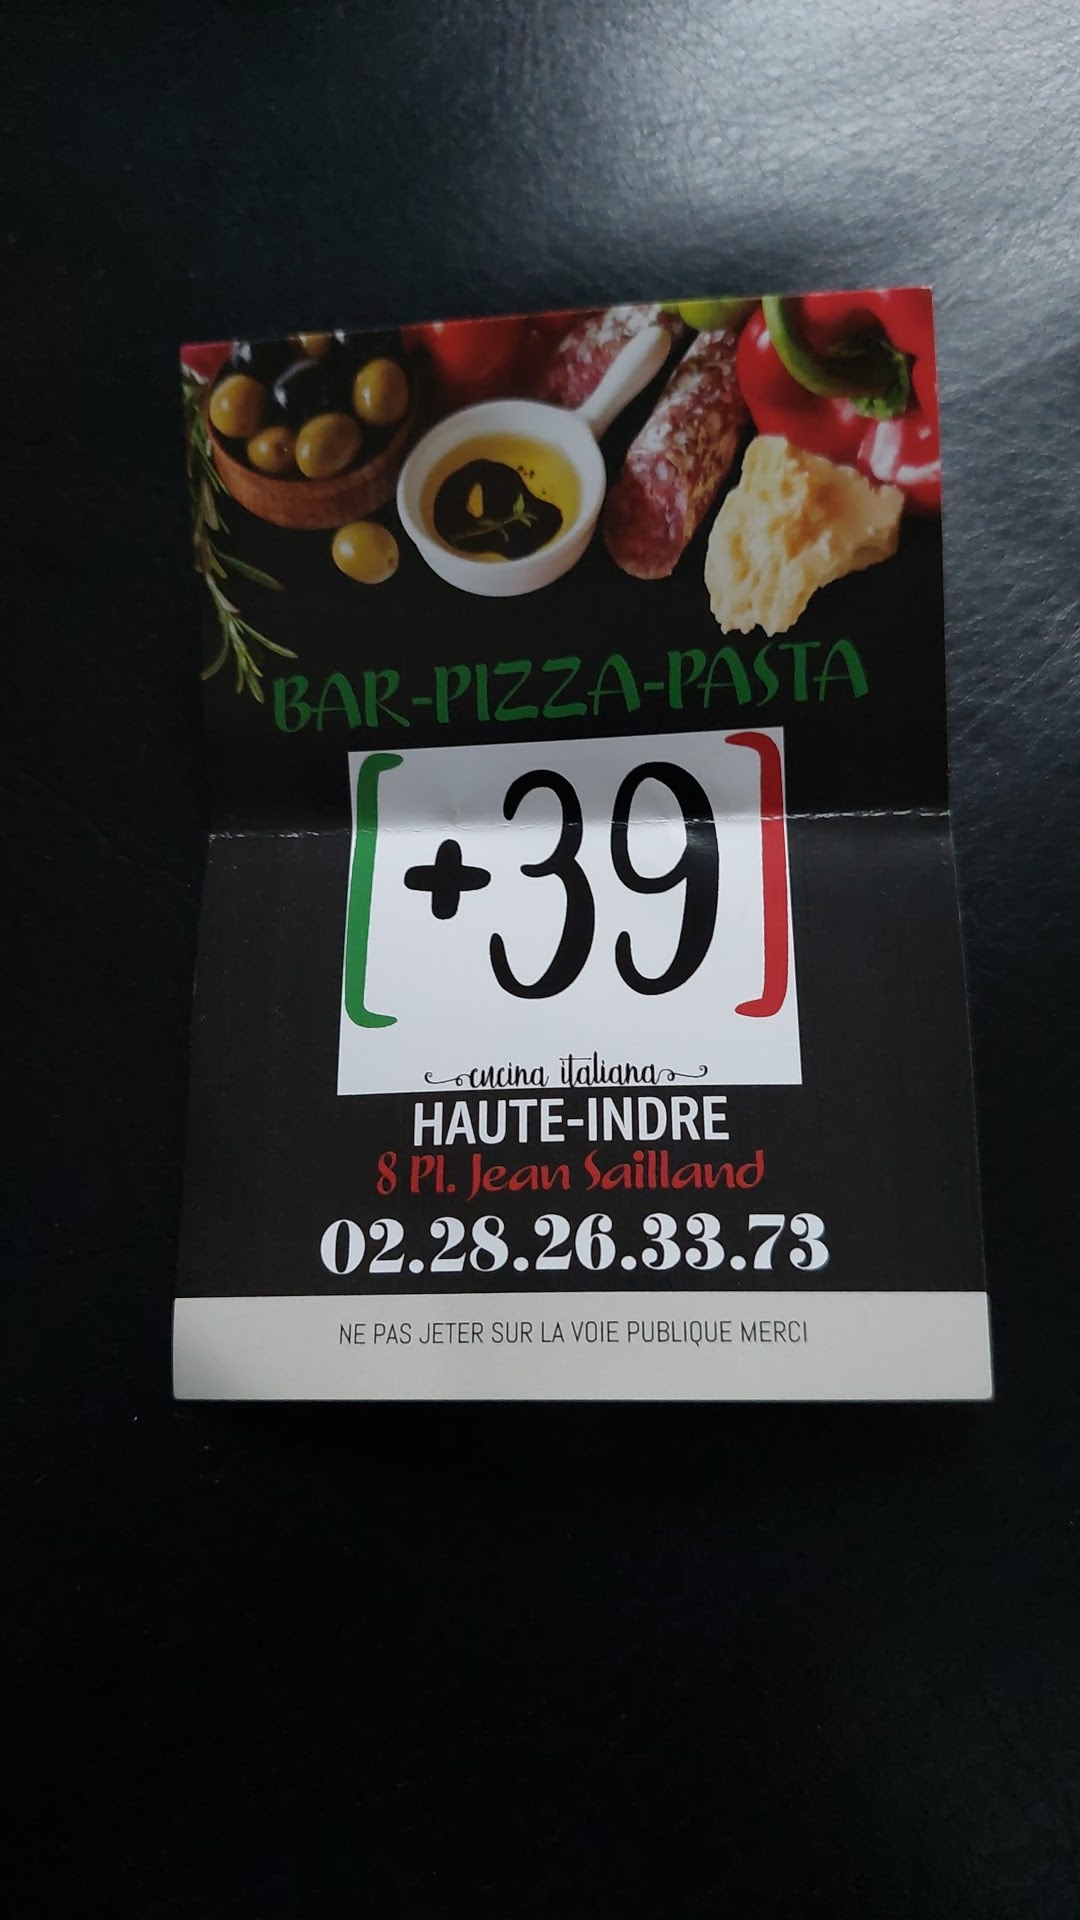 BAR-PIZZA-PASTA
[+39]
cucina italiana
HAUTE-INDRE
8 Pl. Jean Sailland
02.28.26.33.73
NE PAS JETER SUR LA VOIE PUBLIQUE MERCI